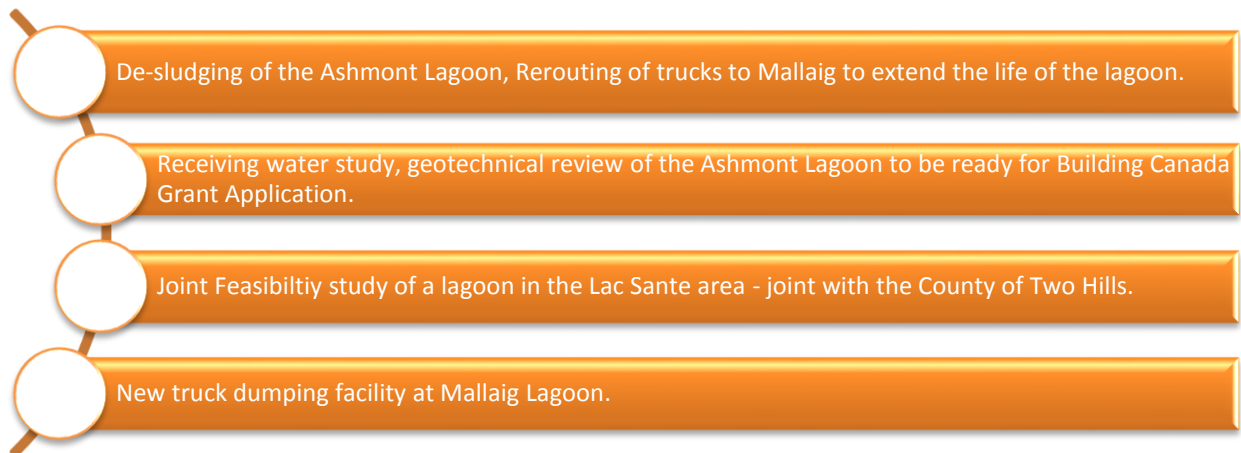 De-sludging of the Ashmont Lagoon, Rerouting of trucks to Mallaig to extend the life of the lagoon.
Receiving water study, geotechnical review of the Ashmont Lagoon to be ready for Building Canada
Grant Application.
Joint Feasibiltiy study of a lagoon in the Lac Sante area - joint with the County of Two Hills.
New truck dumping facility at Mallaig Lagoon.